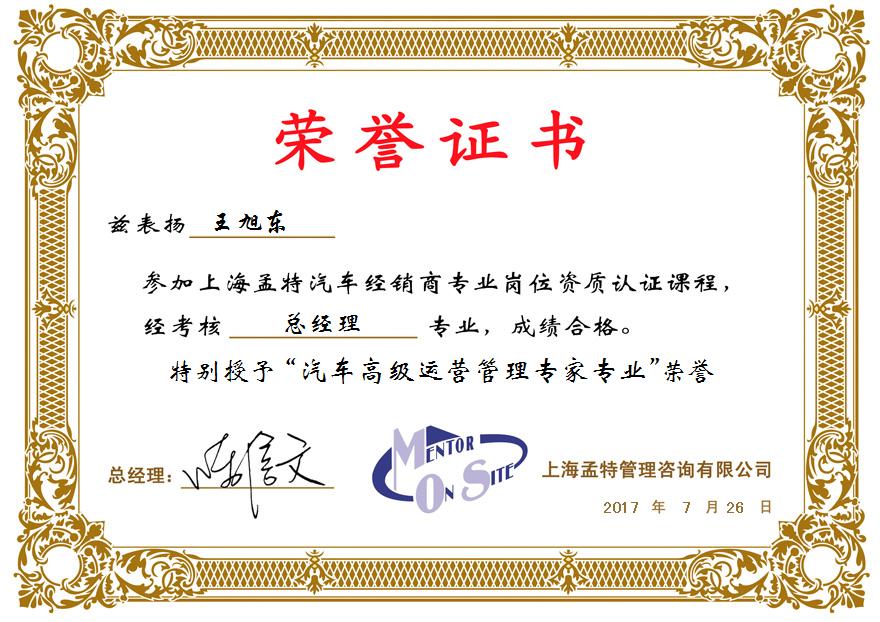 荣誉证书
兹表扬 王旭东
参加上海孟特汽车经销商专业岗位资质认证课程，
经考核 总经理 专业，成绩合格。
特别授予“汽车高级运营管理专家专业”荣誉
总经理：
MENTOR
ON SITE
上海孟特管理咨询有限公司
2017 年 7 月 26 日